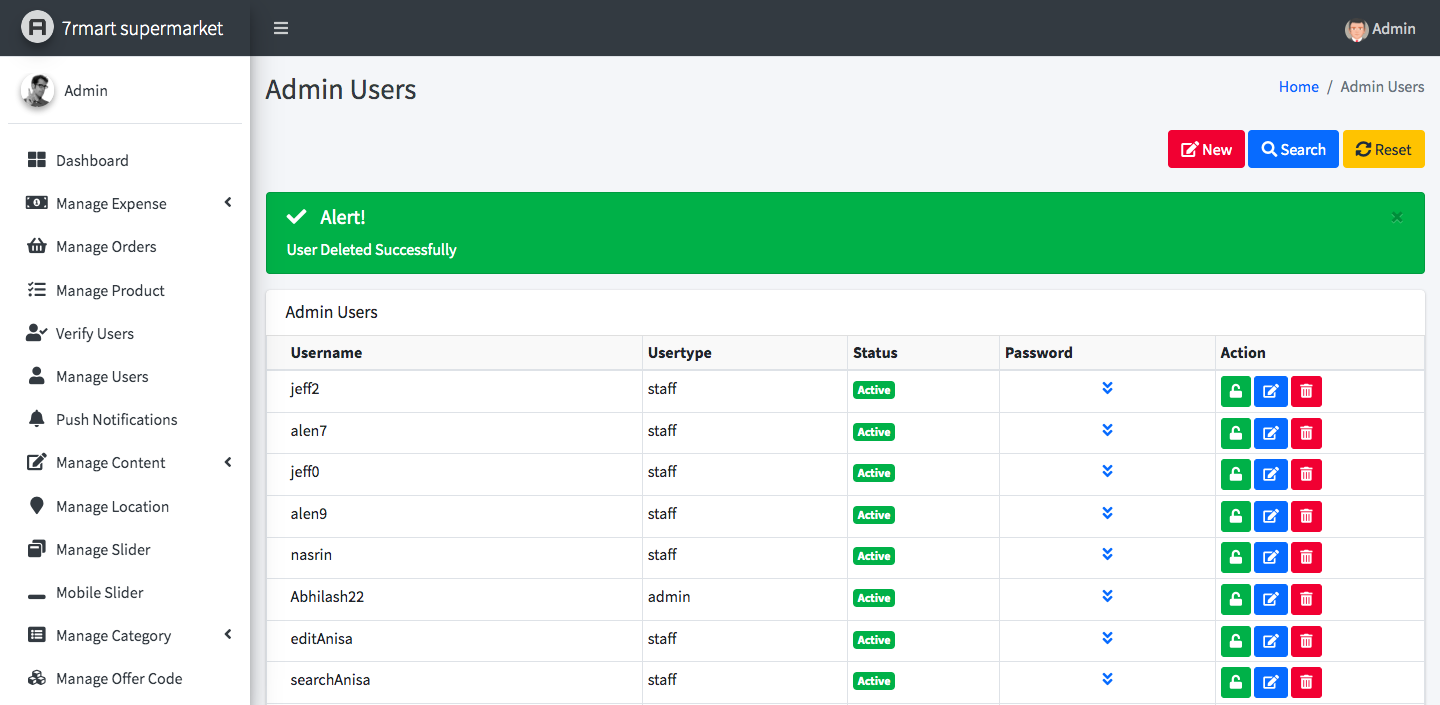 7rmart supermarket
Admin
Admin
Admin Users
Home / Admin Users
New Search Reset
Alert!
×
User Deleted Successfully
Dashboard
Manage Expense
Manage Orders
Manage Product
Verify Users
Manage Users
Push Notifications
Manage Content
Manage Location
Manage Slider
Mobile Slider
Manage Category
Manage Offer Code
Admin Users
Username Usertype Status Password Action
jeff2 staff Active
alen7 staff Active
jeff0 staff Active
alen9 staff Active
nasrin staff Active
Abhilash22 admin Active
editAnisa staff Active
searchAnisa staff Active